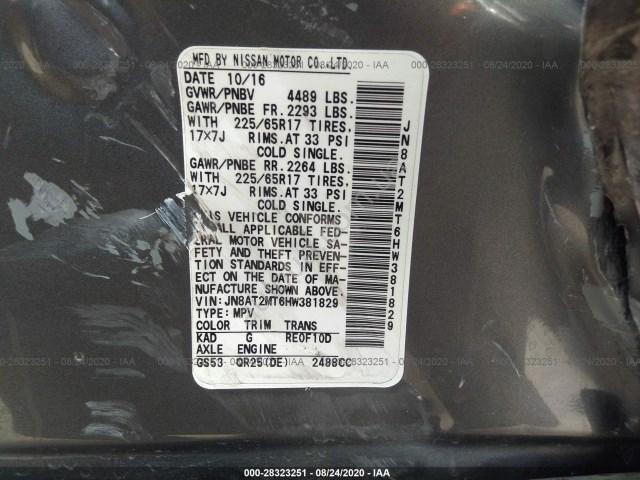 MFD BY NISSAN MOTOR CO.,LTD.
DATE 10/16
GVWR/PNBV 4489 LBS.
GAWR/PNBE FR. 2293 LBS.
WITH 225/65R17 TIRES,
17X7J RIMS. AT 33 PSI
COLD SINGLE.
GAWR/PNBE RR. 2264 LBS.
WITH 225/65R17 TIRES,
17X7J RIMS. AT 33 PSI
COLD SINGLE.
IS VEHICLE CONFORMS
ALL APPLICABLE FED-
ERAL MOTOR VEHICLE SA-
FETY AND THEFT PREVEN-
TION STANDARDS IN EFF-
ECT ON THE DATE OF MA-
NUFACTURE SHOWN ABOVE.
VIN: JN8AT2MT6HW381829
TYPE: MPV
COLOR TRIM TRANS
KAD G RE0F10D
AXLE ENGINE
GS53 QR25(DE) 2488CC
JN8AT2MT6HW381829
000-28323251 - 08/24/2020 - IAA